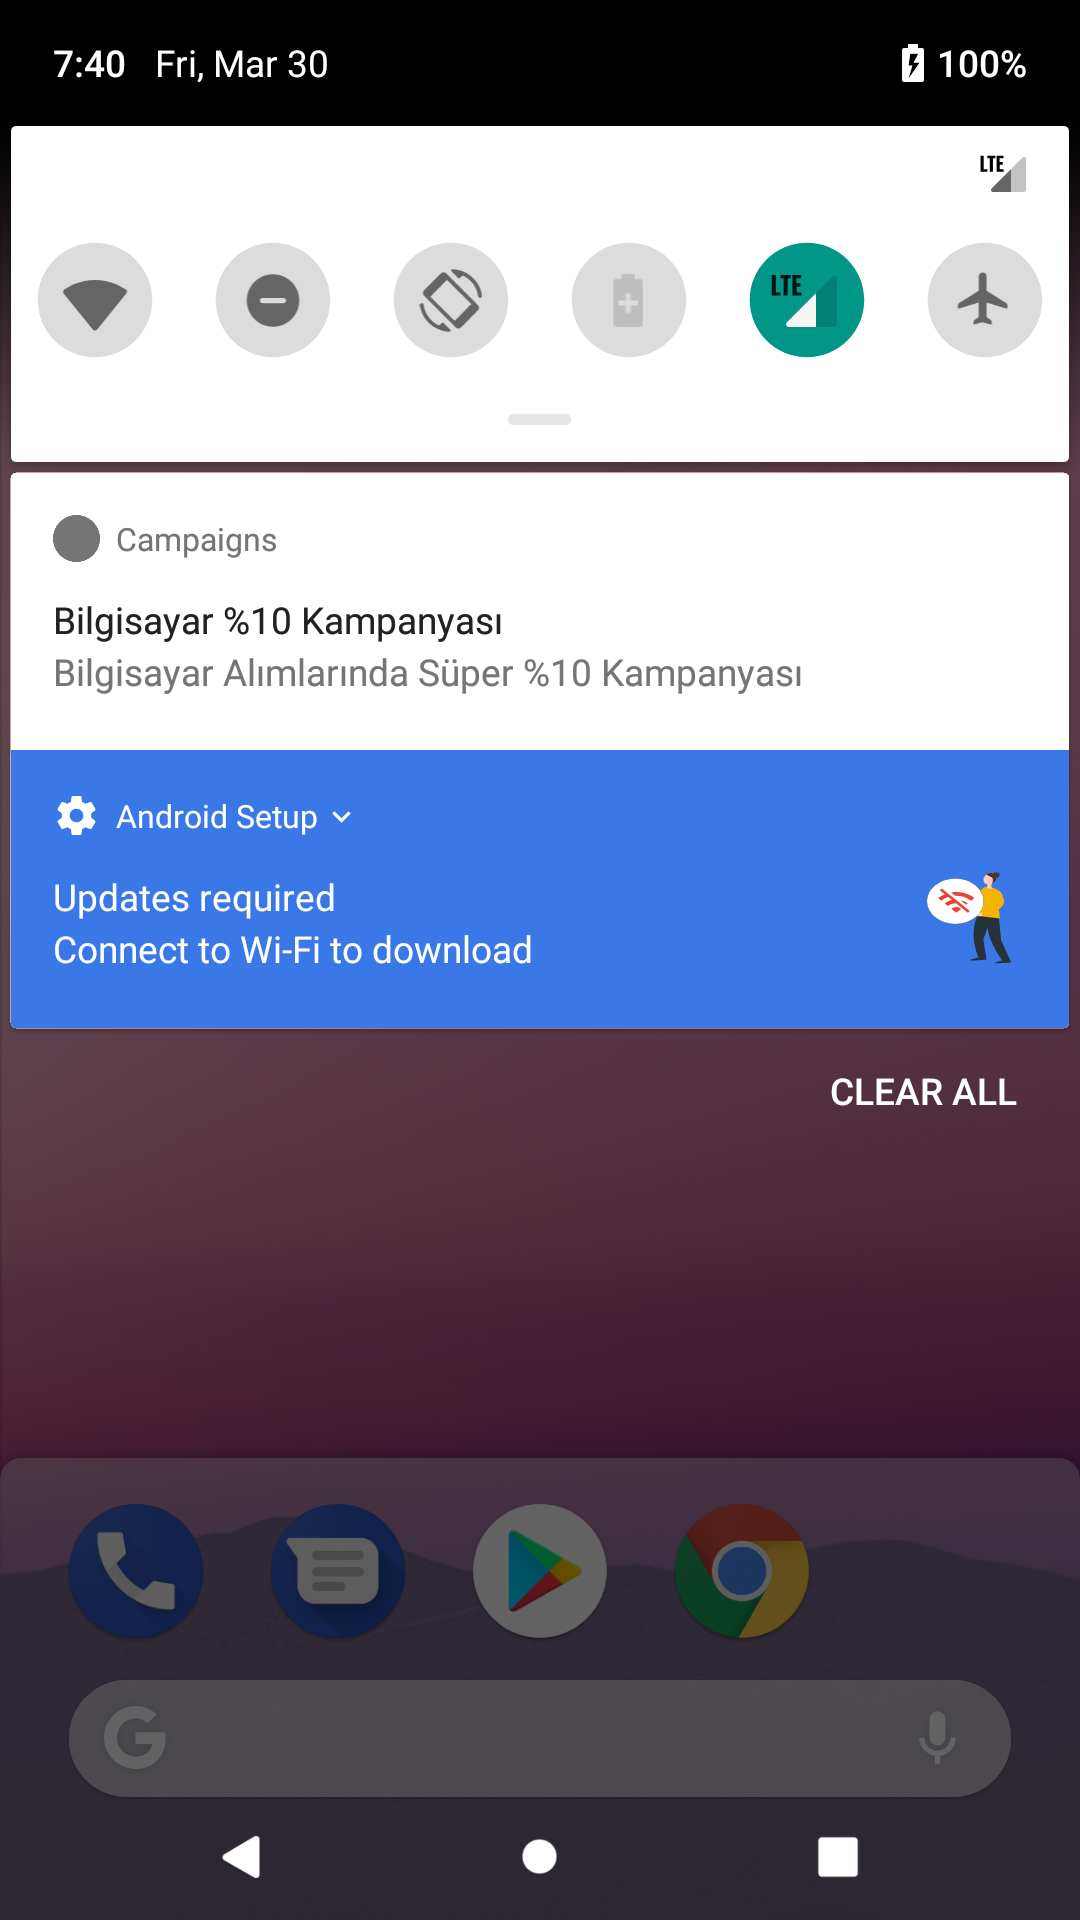 7:40 Fri, Mar 30 100%
LTE
LTE
Campaigns
Bilgisayar %10 Kampanyası
Bilgisayar Alımlarında Süper %10 Kampanyası
Android Setup
Updates required
Connect to Wi-Fi to download
CLEAR ALL
G